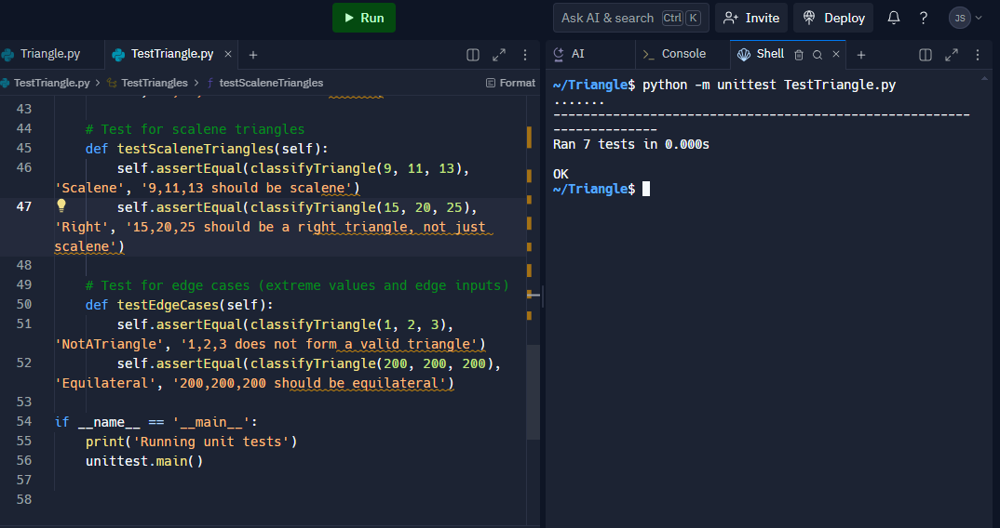 Run
Ask AI & search Ctrl K
Invite
Deploy
?
JS
Triangle.py
TestTriangle.py × +
AI
Console
Shell × +
TestTriangle.py > TestTriangles > f testScaleneTriangles
Format
43
44 # Test for scalene triangles
45 def testScaleneTriangles(self):
46 self.assertEqual(classifyTriangle(9, 11, 13),
'Scalene', '9,11,13 should be scalene')
47 self.assertEqual(classifyTriangle(15, 20, 25),
'Right', '15,20,25 should be a right triangle, not just
scalene')
48
49 # Test for edge cases (extreme values and edge inputs)
50 def testEdgeCases(self):
51 self.assertEqual(classifyTriangle(1, 2, 3),
'NotATriangle', '1,2,3 does not form a valid triangle')
52 self.assertEqual(classifyTriangle(200, 200, 200),
'Equilateral', '200,200,200 should be equilateral')
53
54 if __name__ == '__main__':
55 print('Running unit tests')
56 unittest.main()
57
58
~/Triangle$ python -m unittest TestTriangle.py
.......
----------------------------------------------------------------------
Ran 7 tests in 0.000s
OK
~/Triangle$